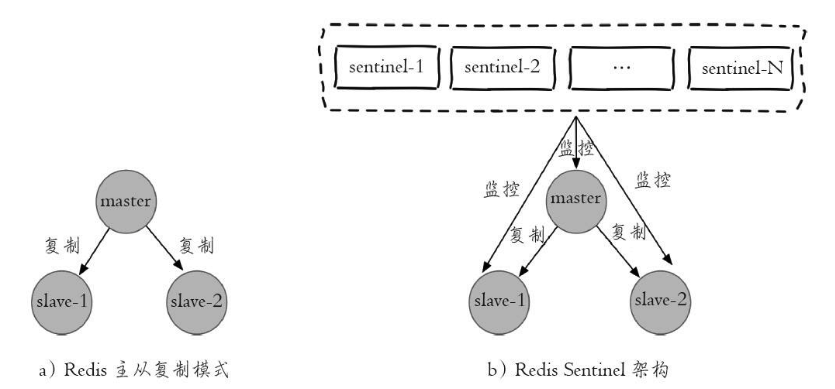 sentinel-1 sentinel-2 … sentinel-N
监控
监控 监控
master master
复制 复制 复制 复制
slave-1 slave-2 slave-1 slave-2
a）Redis 主从复制模式 b）Redis Sentinel 架构